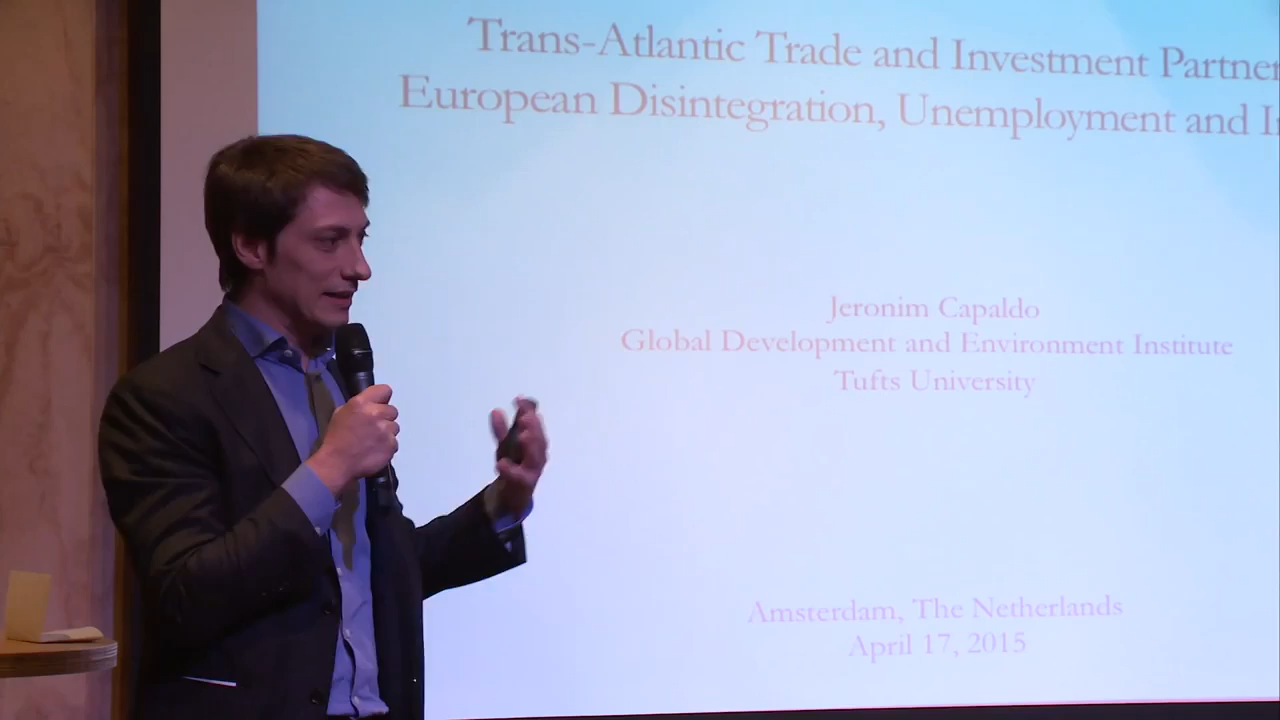 Trans-Atlantic Trade and Investment Partner
European Disintegration, Unemployment and I
Jeronim Capaldo
Global Development and Environment Institute
Tufts University
Amsterdam, The Netherlands
April 17, 2015